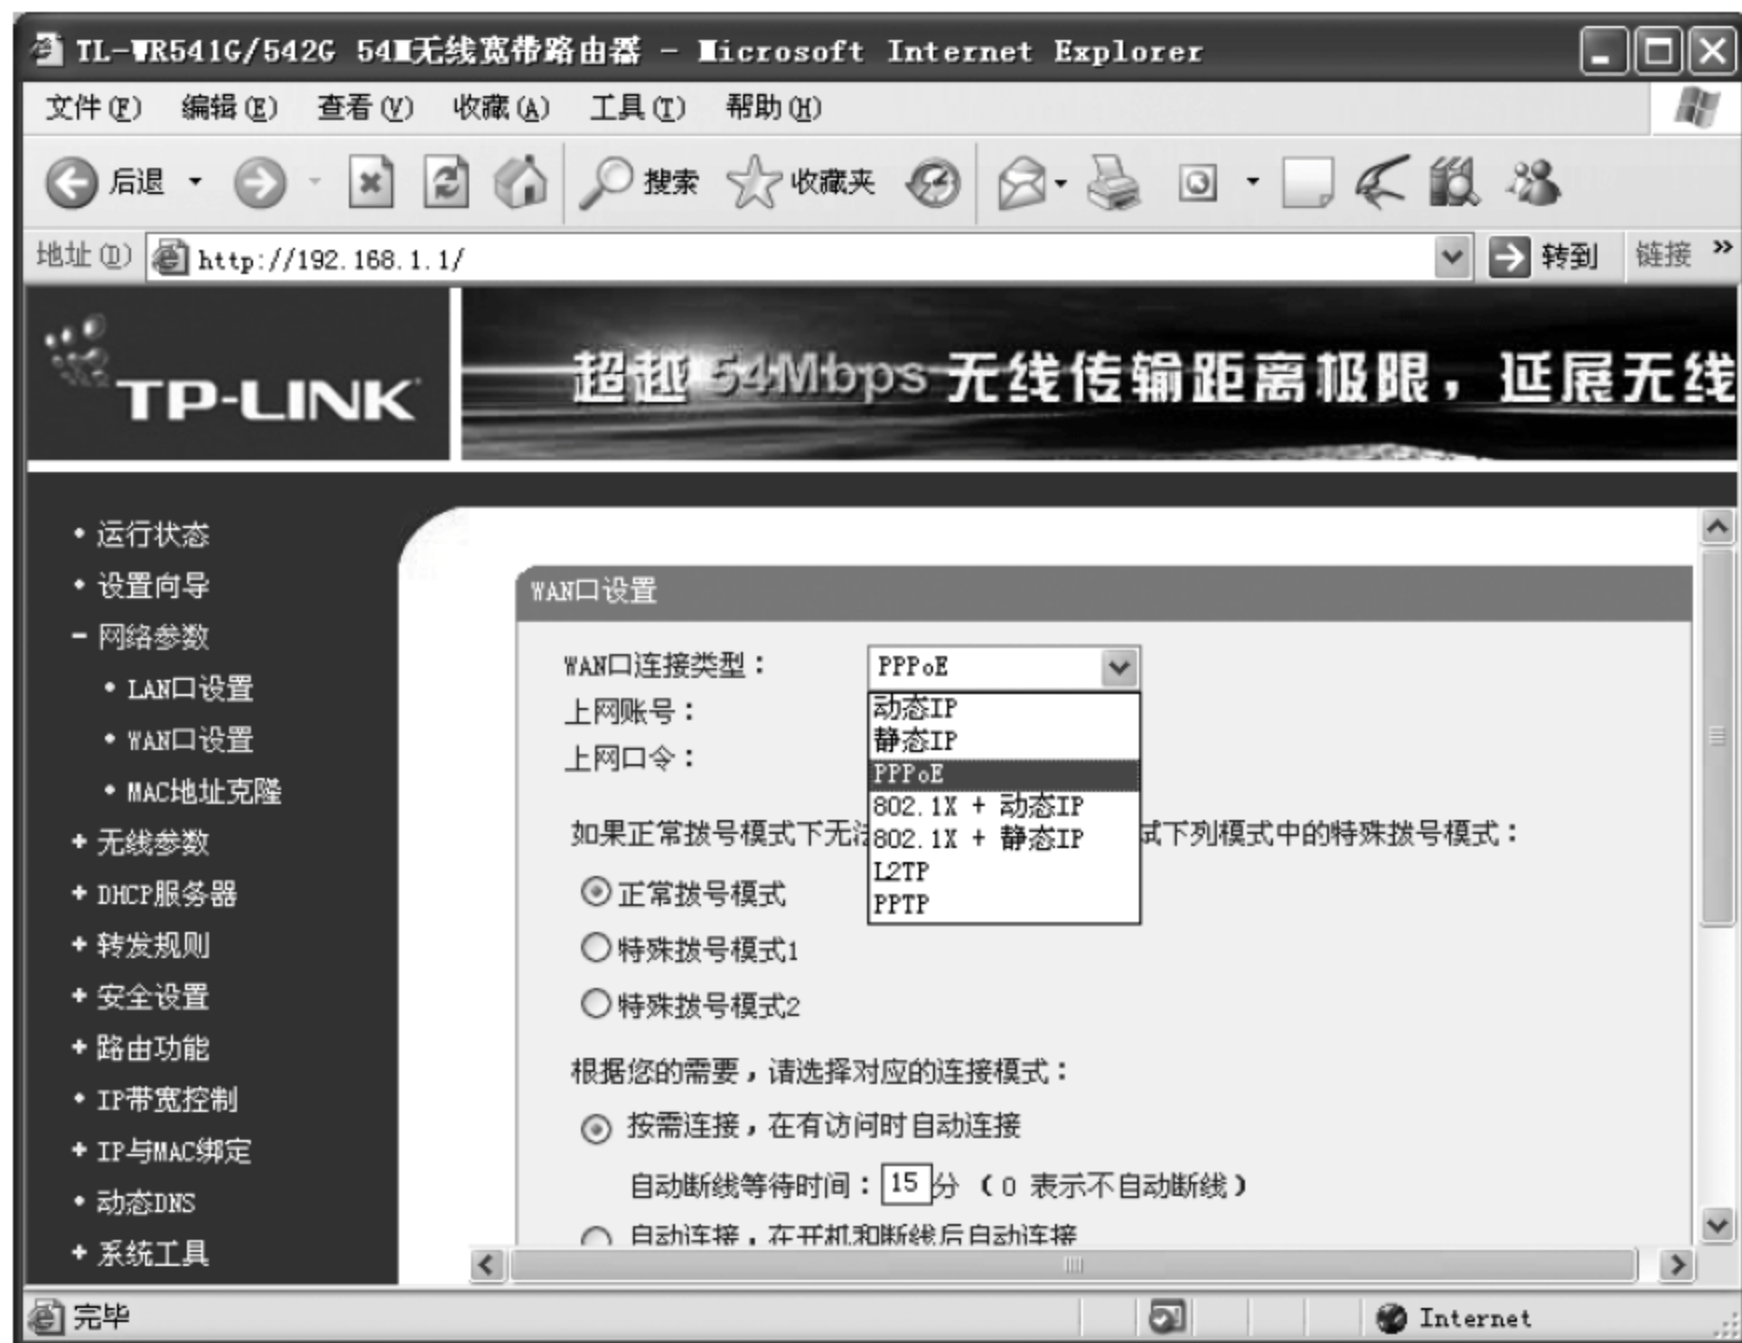 TL-WR541G/542G 54M无线宽带路由器 - Microsoft Internet Explorer
文件(F) 编辑(E) 查看(V) 收藏(A) 工具(T) 帮助(H)
后退 搜索 收藏夹
地址(D) http://192.168.1.1/ 转到 链接 »
TP-LINK
超越 54Mbps 无线传输距离极限，延展无线
• 运行状态
• 设置向导
- 网络参数
• LAN口设置
• WAN口设置
• MAC地址克隆
+ 无线参数
+ DHCP服务器
+ 转发规则
+ 安全设置
+ 路由功能
• IP带宽控制
+ IP与MAC绑定
• 动态DNS
+ 系统工具
WAN口设置
WAN口连接类型： PPPoE
上网账号：
上网口令：
动态IP
静态IP
PPPoE
802.1X + 动态IP
802.1X + 静态IP
L2TP
PPTP
如果正常拨号模式下无法 试下列模式中的特殊拨号模式：
正常拨号模式
特殊拨号模式1
特殊拨号模式2
根据您的需要，请选择对应的连接模式：
按需连接，在有访问时自动连接
自动断线等待时间： 15 分 （0 表示不自动断线）
自动连接，在开机和断线后自动连接
完毕 Internet